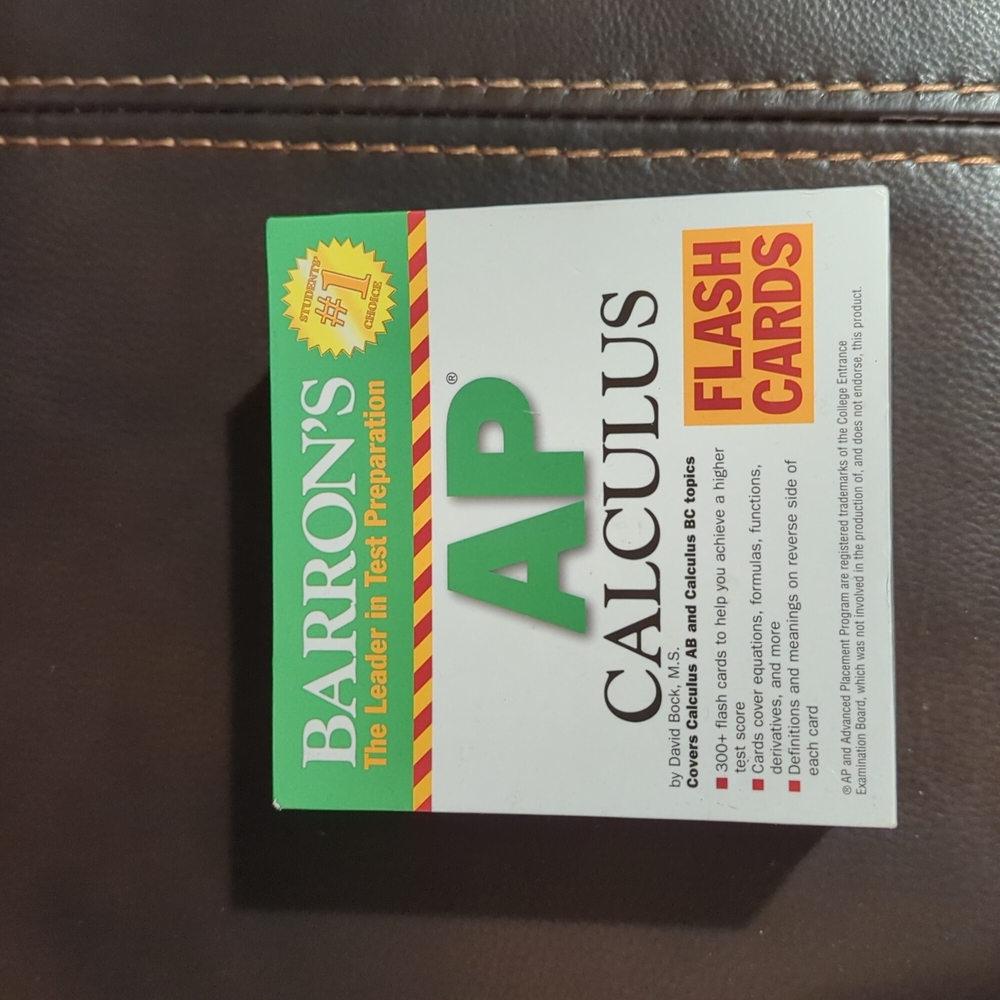 BARRON'S
The Leader in Test Preparation
STUDENTS'
#1
CHOICE
AP®
CALCULUS
by David Bock, M.S.
Covers Calculus AB and Calculus BC topics
■ 300+ flash cards to help you achieve a higher
test score
■ Cards cover equations, formulas, functions,
derivatives, and more
■ Definitions and meanings on reverse side of
each card
FLASH
CARDS
® AP and Advanced Placement Program are registered trademarks of the College Entrance
Examination Board, which was not involved in the production of, and does not endorse, this product.